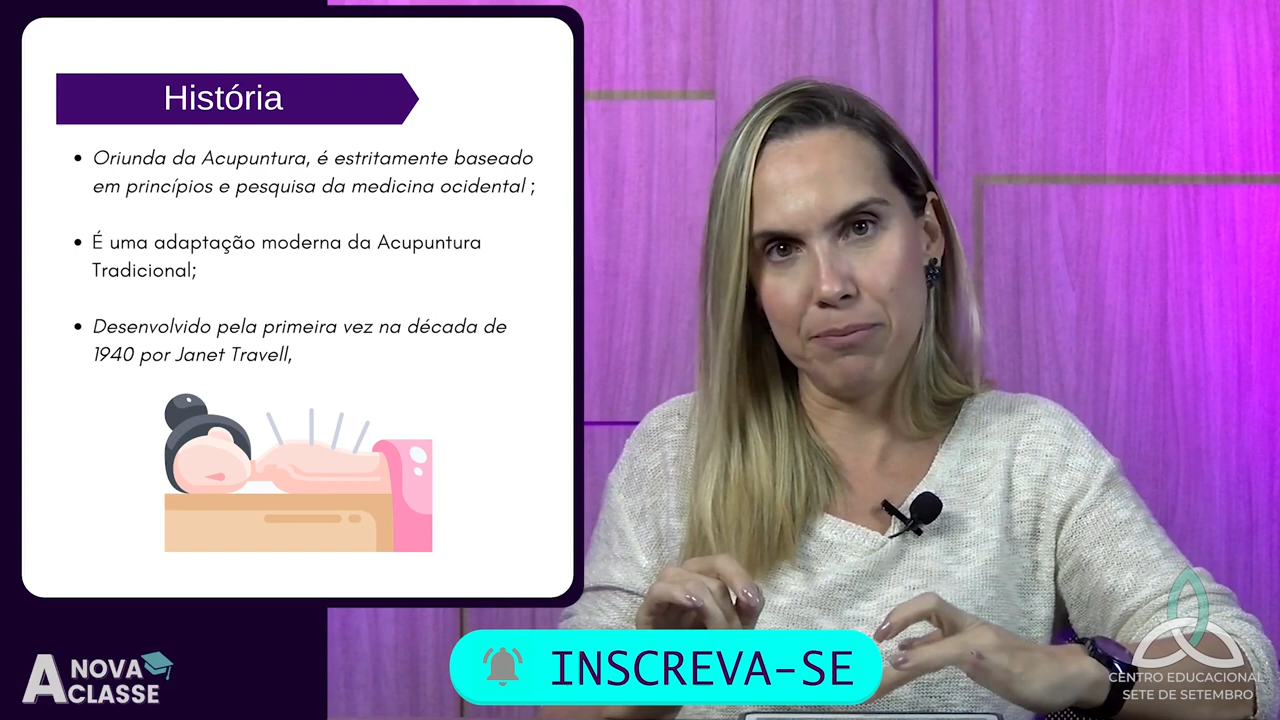 História
Oriunda da Acupuntura, é estritamente baseado
em princípios e pesquisa da medicina ocidental ;
É uma adaptação moderna da Acupuntura
Tradicional;
Desenvolvido pela primeira vez na década de
1940 por Janet Travell,
A NOVA
CLASSE
INSCREVA-SE
CENTRO EDUCACIONAL
SETE DE SETEMBRO